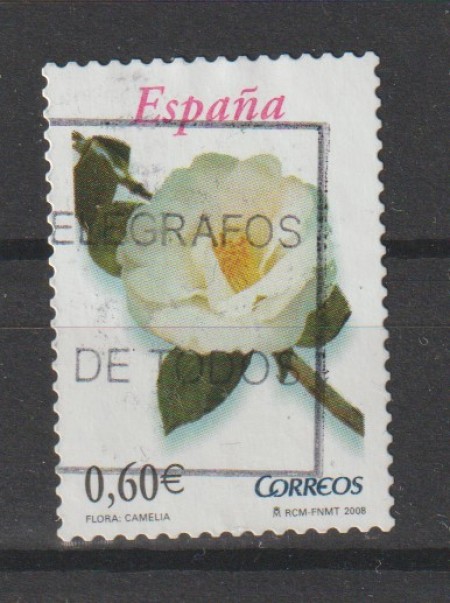 España
ELEGRAFOS
DE TODOS
0,60€
CORREOS
FLORA: CAMELIA
RCM-FNMT 2008